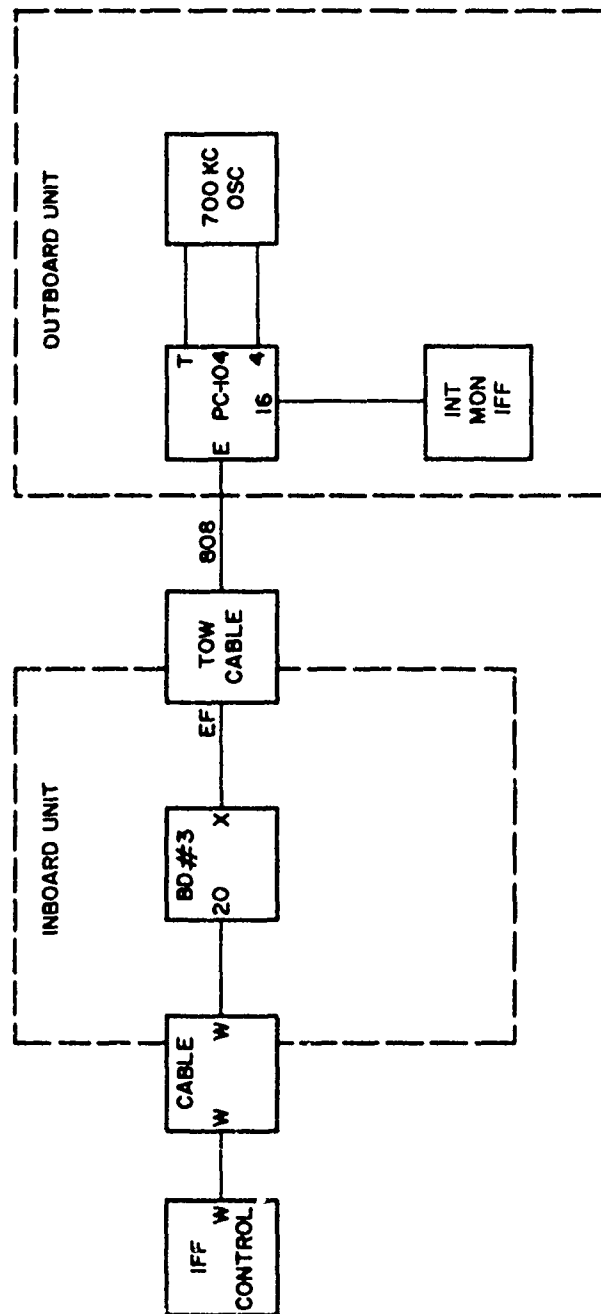 INBOARD UNIT
OUTBOARD UNIT
IFF
CONTROL
W
CABLE
W
W
BD#3
20
X
EF
TOW
CABLE
808
E
PC-104
T
16
4
700 KC
OSC
INT
MON
IFF